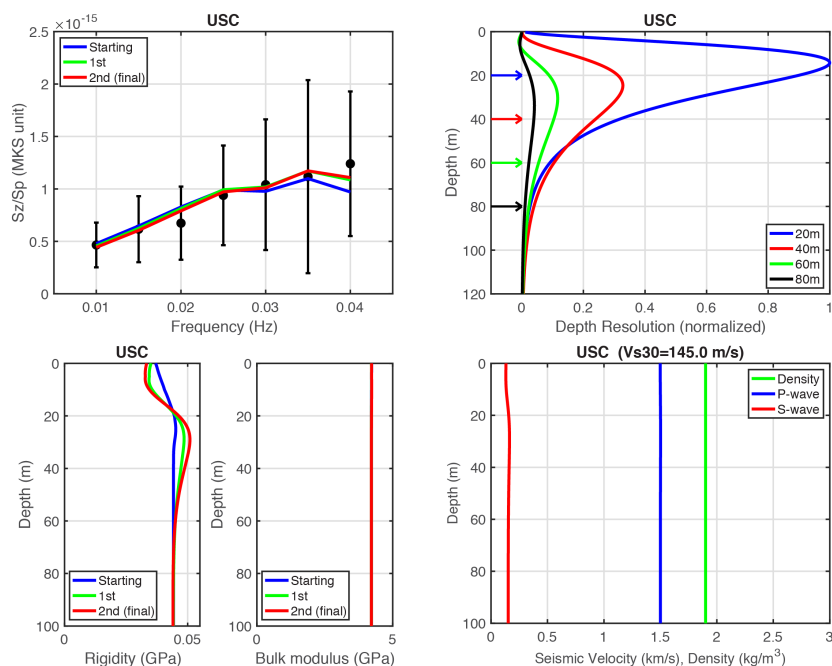 USC
×10⁻¹⁵
2.5
2
1.5
1
0.5
0
Sz/Sp (MKS unit)
Starting
1st
2nd (final)
0.01
0.02
0.03
0.04
Frequency (Hz)
USC
0
20
40
60
80
100
120
Depth (m)
20m
40m
60m
80m
0
0.2
0.4
0.6
0.8
1
Depth Resolution (normalized)
USC
0
20
40
60
80
100
Depth (m)
Starting
1st
2nd (final)
0
0.05
Rigidity (GPa)
0
20
40
60
80
100
Depth (m)
Starting
1st
2nd (final)
0
5
Bulk modulus (GPa)
USC (Vs30=145.0 m/s)
0
20
40
60
80
100
Depth (m)
Density
P-wave
S-wave
0
0.5
1
1.5
2
2.5
3
Seismic Velocity (km/s), Density (kg/m³)